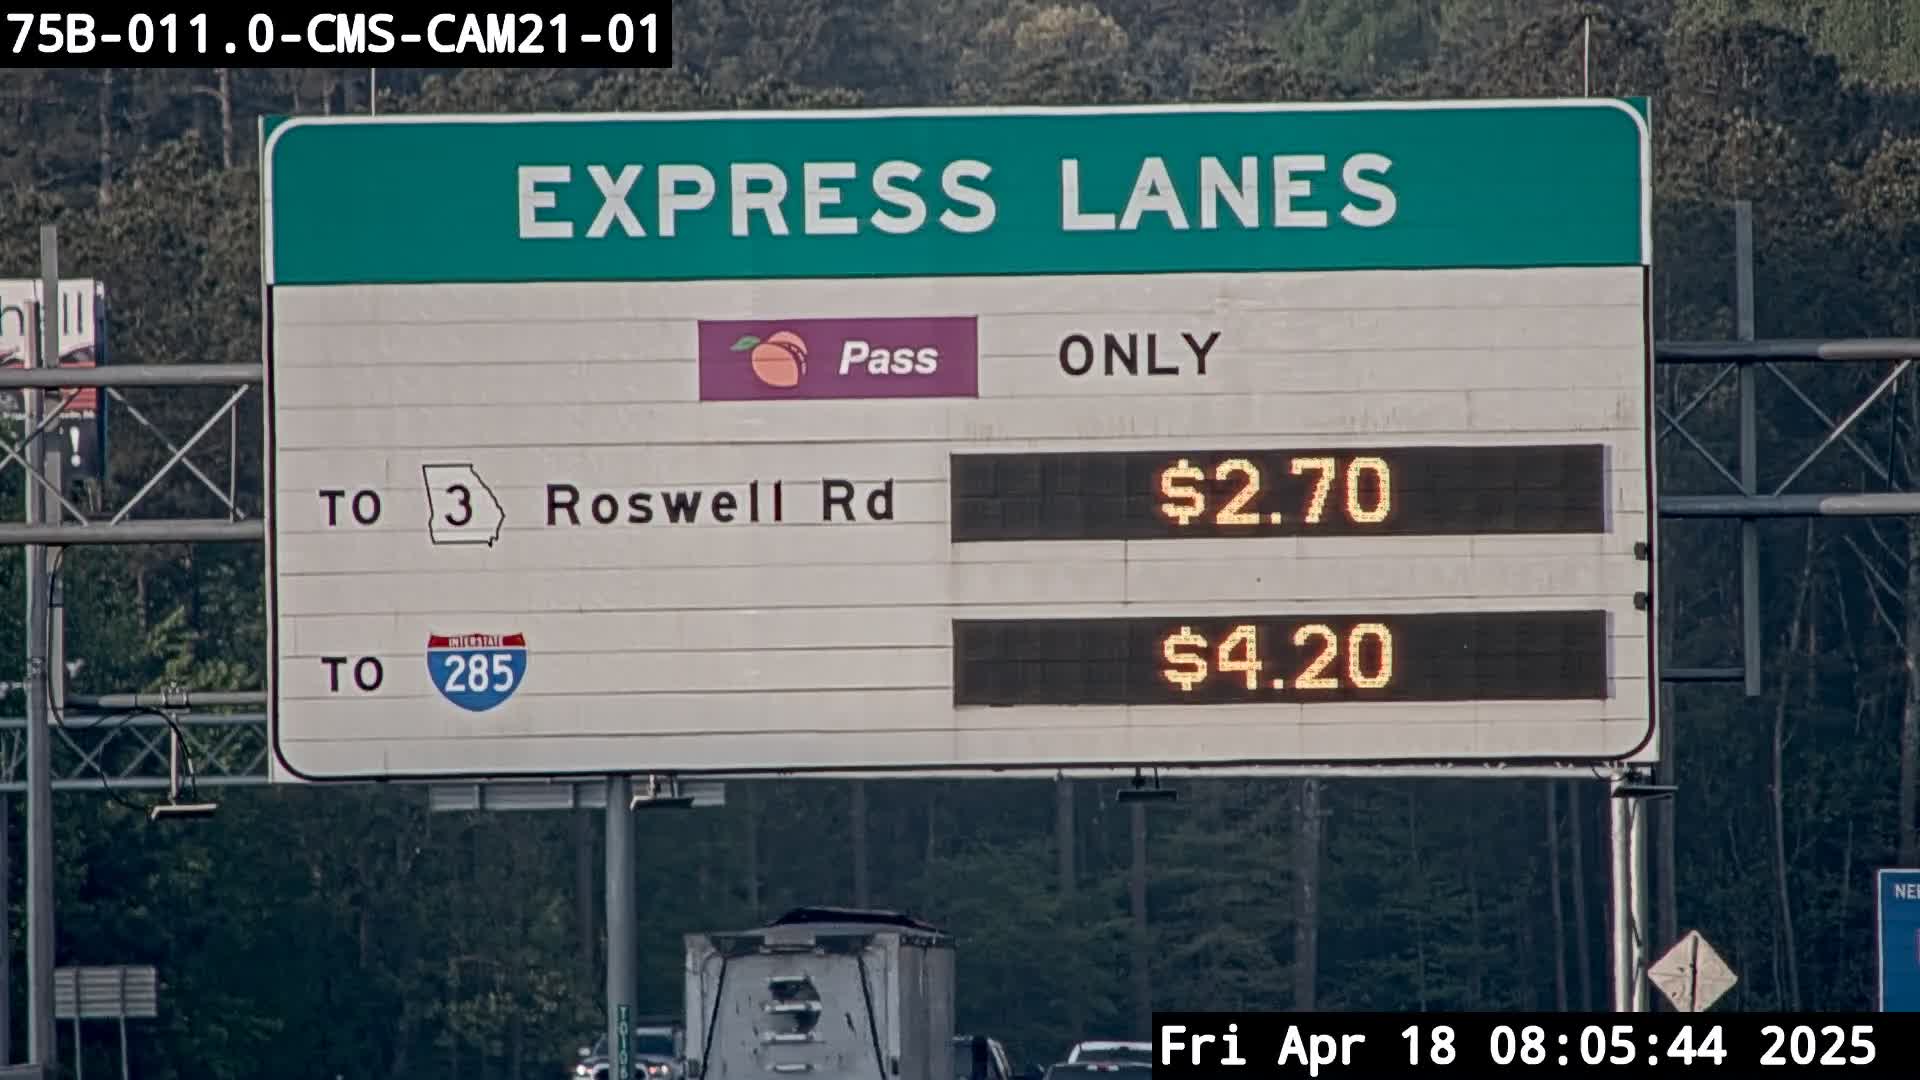 75B-011.0-CMS-CAM21-01
EXPRESS LANES
Pass ONLY
TO 3 Roswell Rd $2.70
INTERSTATE
TO 285 $4.20
Fri Apr 18 08:05:44 2025